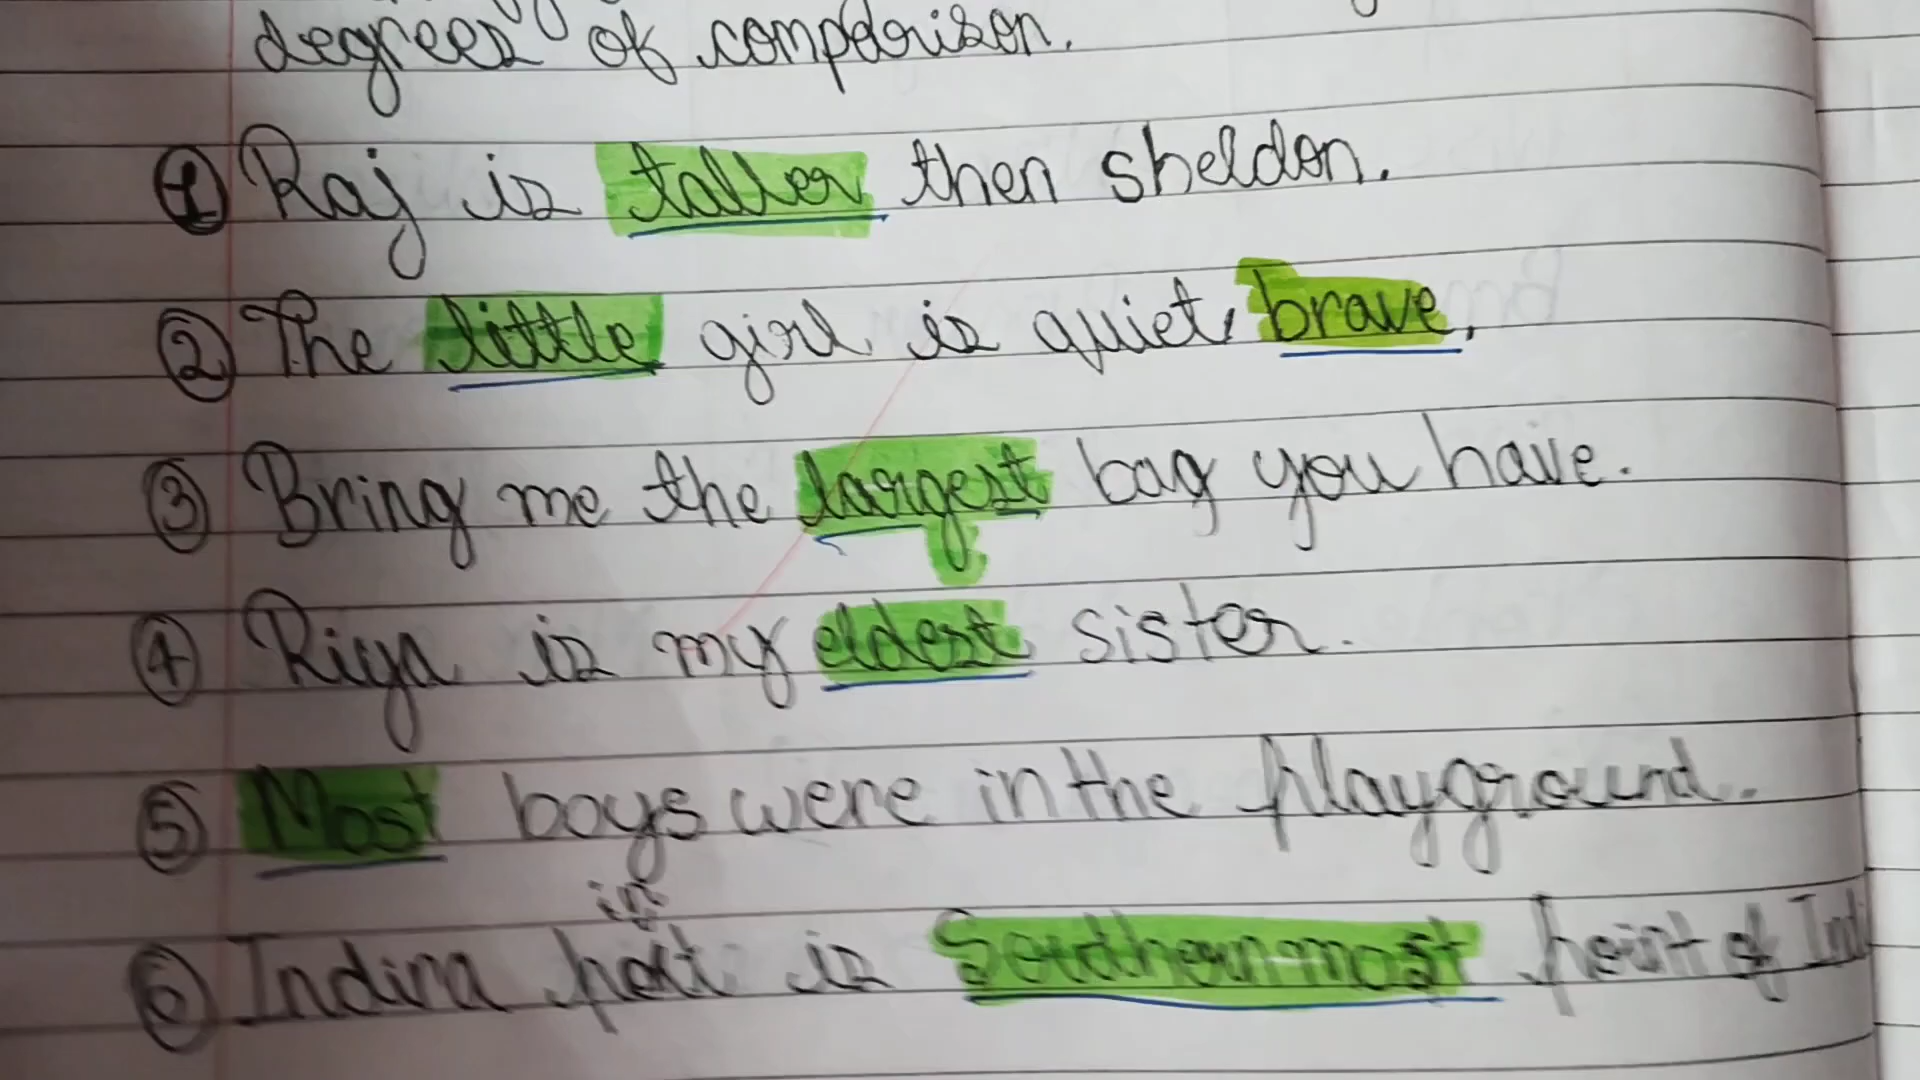 degrees of comparison.
① Raj is taller then sheldon.
② The little girl is quiet brave.
③ Bring me the largest bag you have.
④ Riya is my eldest sister.
⑤ Most boys were in the playground.
⑥ Indira is Southernmost point of